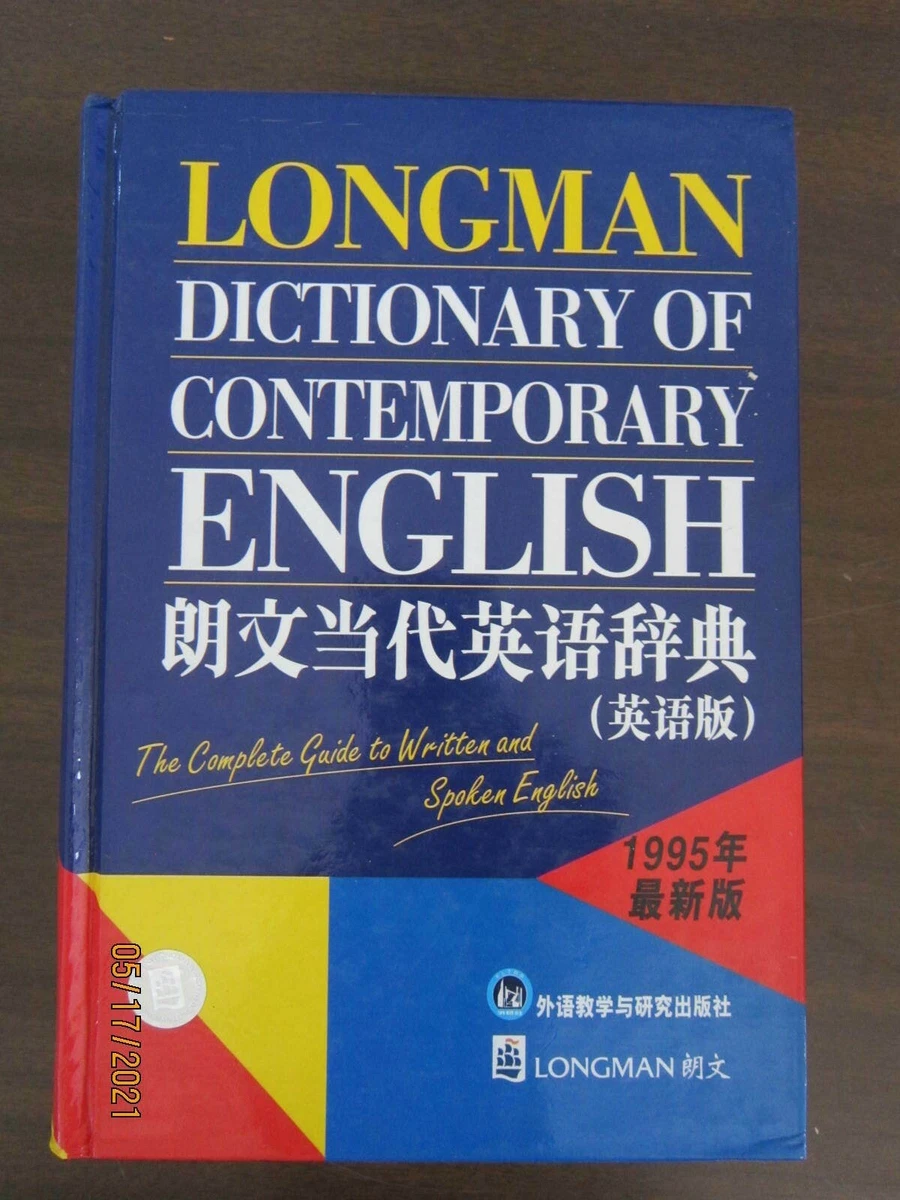 LONGMAN
DICTIONARY OF
CONTEMPORARY
ENGLISH
朗文当代英语辞典
(英语版)
The Complete Guide to Written and
Spoken English
1995年
最新版
外语教学与研究出版社
LONGMAN 朗文
05/17/2021